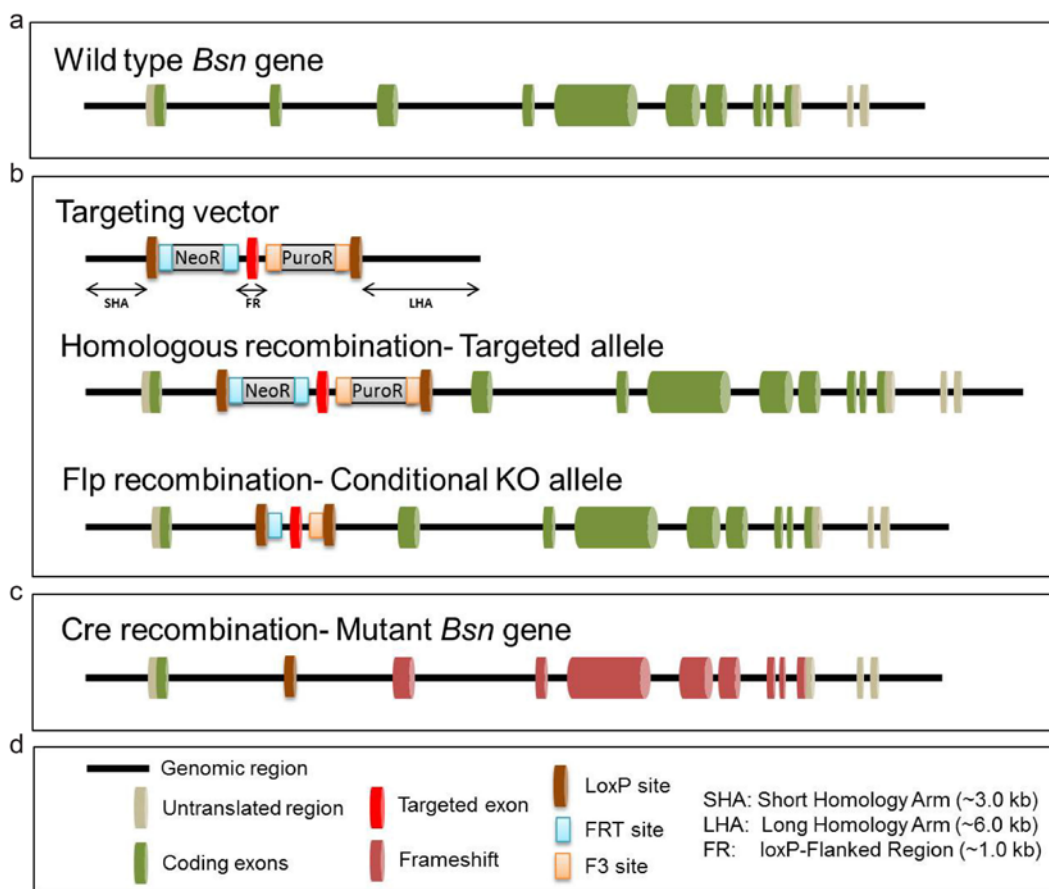 a
Wild type Bsn gene
b
Targeting vector
NeoR
PuroR
SHA
FR
LHA
Homologous recombination- Targeted allele
NeoR
PuroR
Flp recombination- Conditional KO allele
c
Cre recombination- Mutant Bsn gene
d
Genomic region
Untranslated region
Coding exons
Targeted exon
Frameshift
LoxP site
FRT site
F3 site
SHA: Short Homology Arm (~3.0 kb)
LHA: Long Homology Arm (~6.0 kb)
FR: loxP-Flanked Region (~1.0 kb)